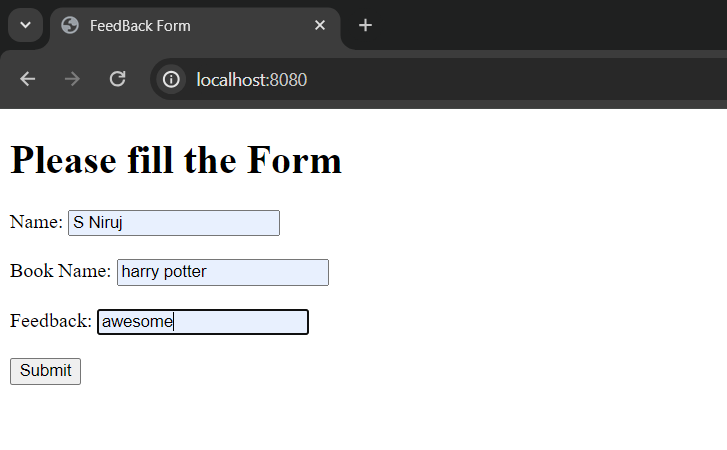 FeedBack Form
localhost:8080
Please fill the Form
Name: S Niruj
Book Name: harry potter
Feedback: awesome
Submit